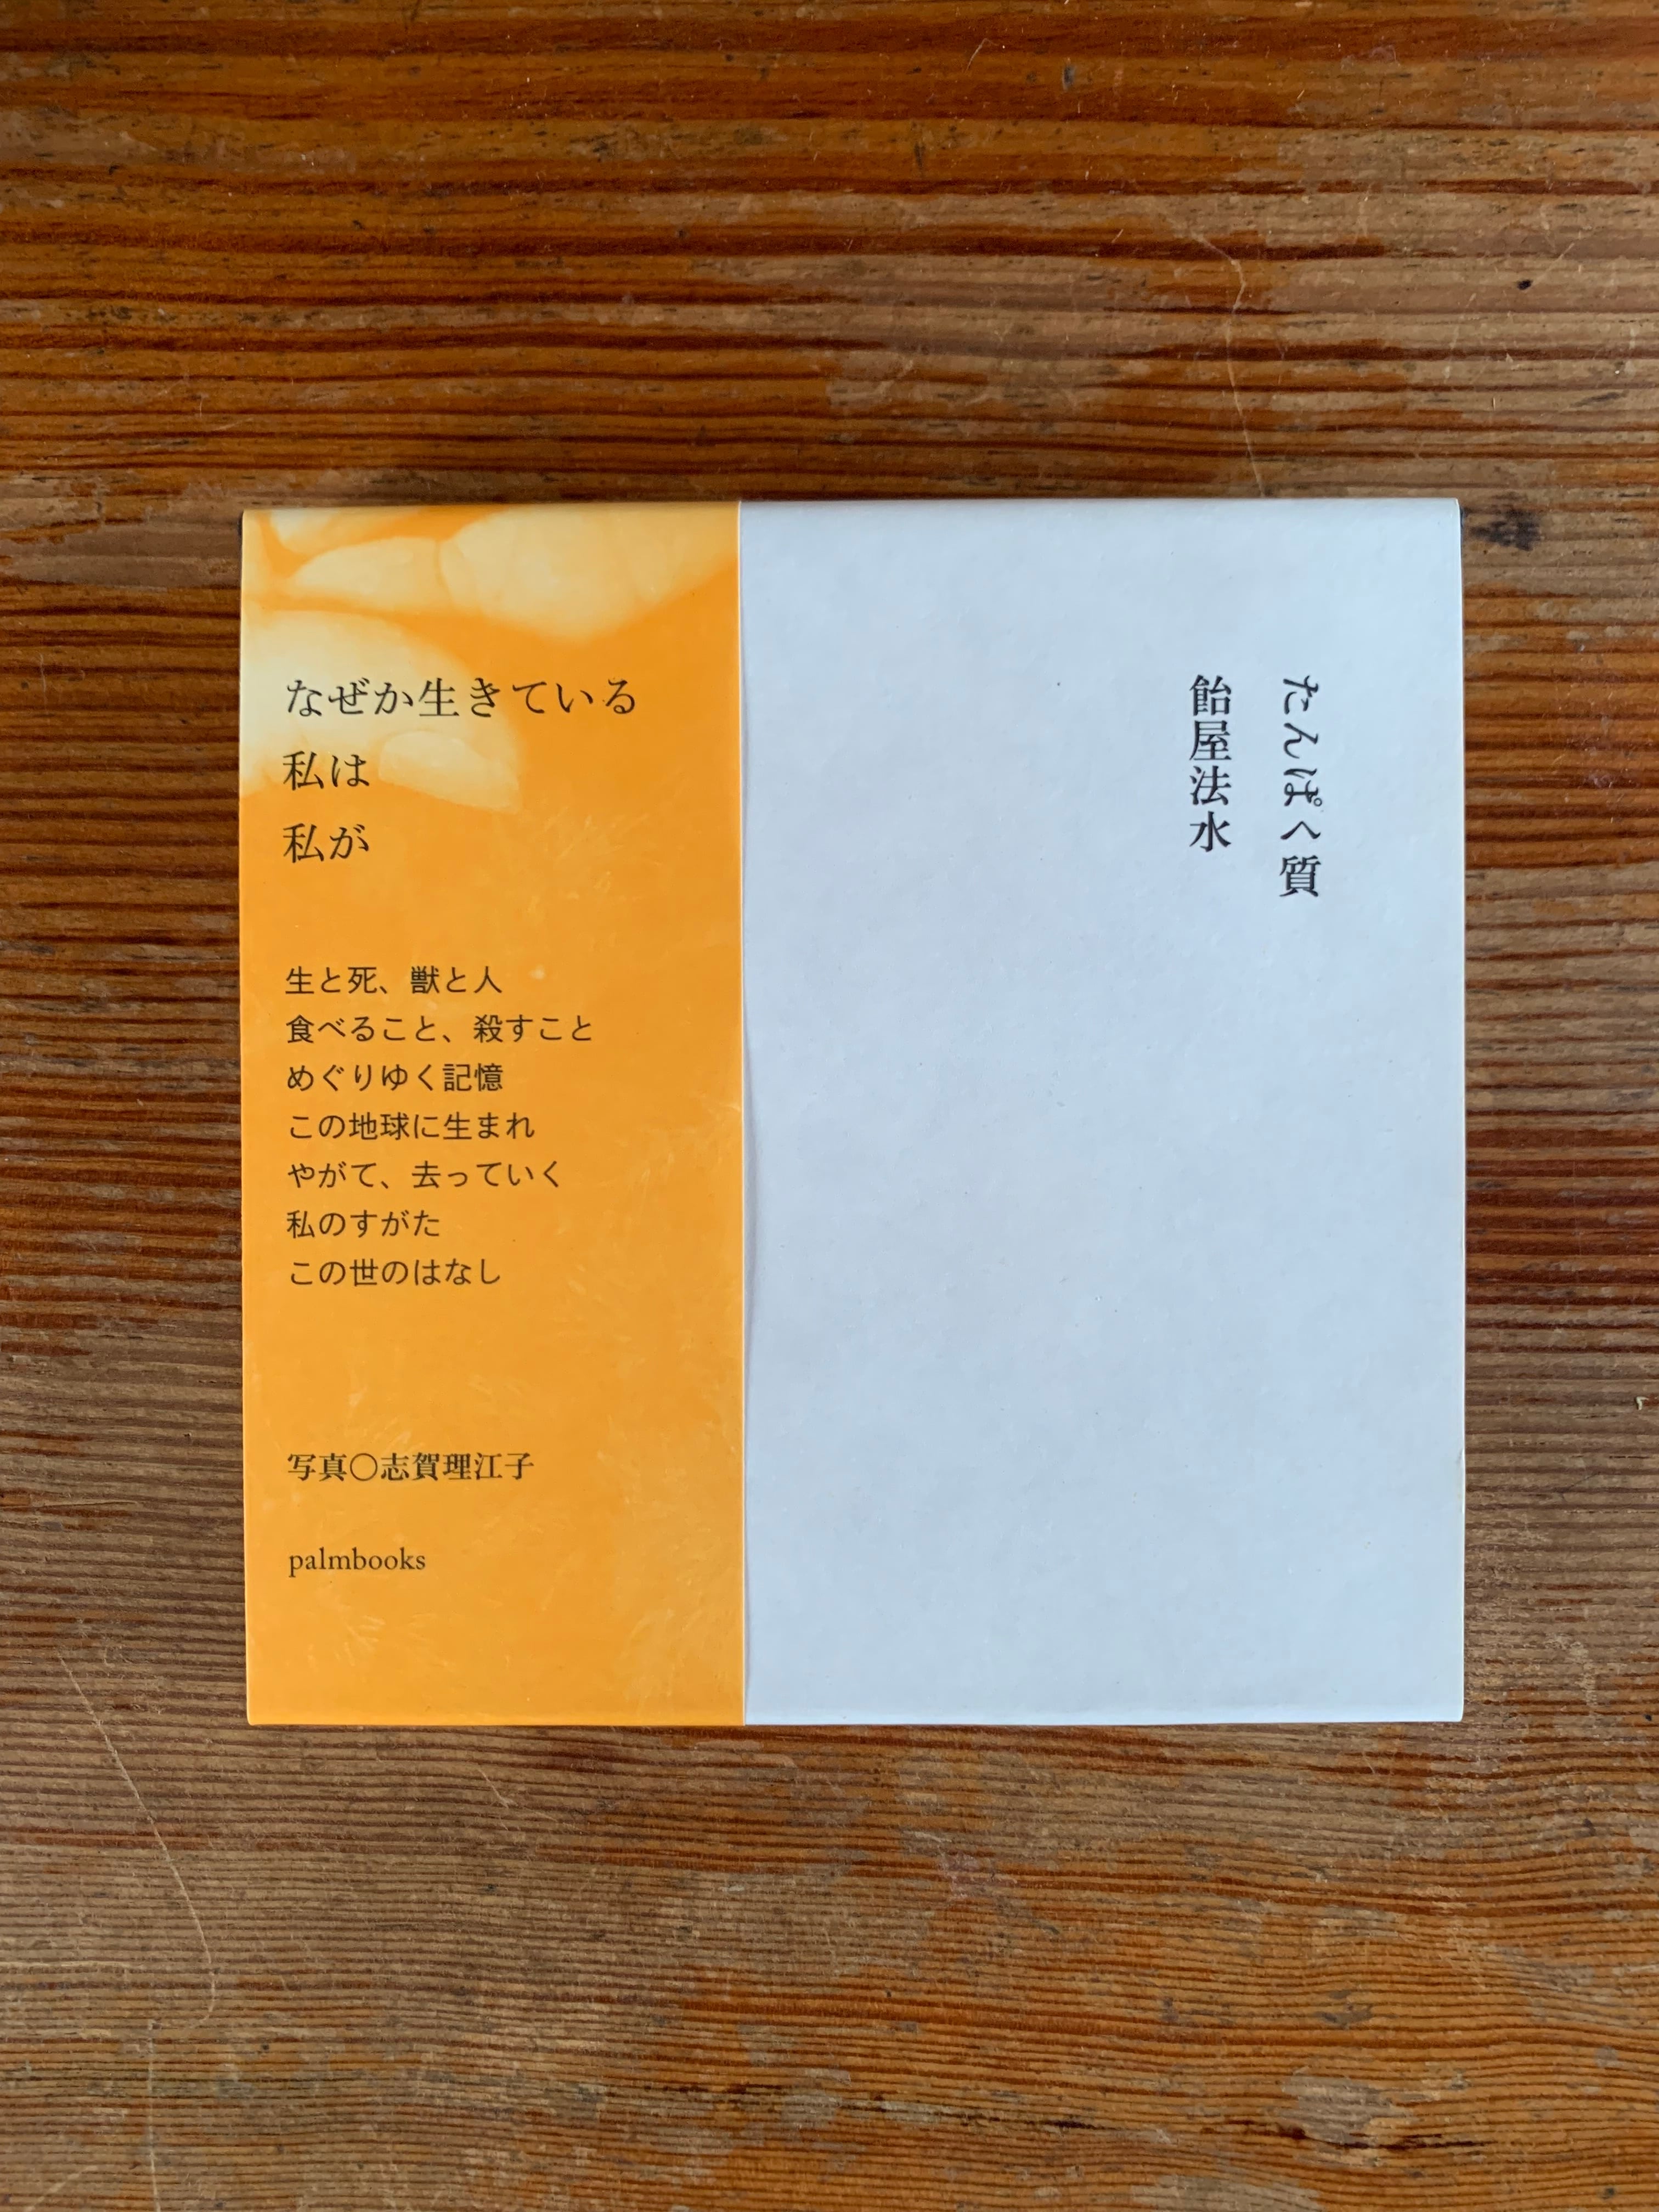 たんぱく質
飴屋法水
なぜか生きている
私は
私が
生と死、獣と人
食べること、殺すこと
めぐりゆく記憶
この地球に生まれ
やがて、去っていく
私のすがた
この世のはなし
写真○志賀理江子
palmbooks